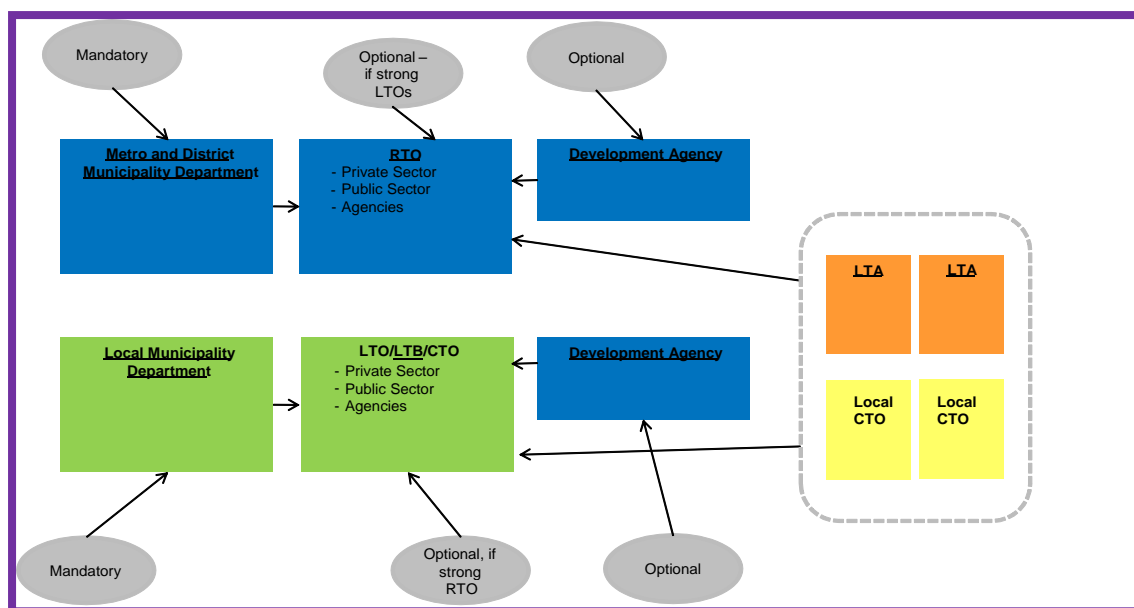 Mandatory
Optional –
if strong
LTOs
Optional
Metro and District
Municipality Department
RTO
- Private Sector
- Public Sector
- Agencies
Development Agency
LTA
LTA
Local Municipality
Department
LTO/LTB/CTO
- Private Sector
- Public Sector
- Agencies
Development Agency
Local
CTO
Local
CTO
Mandatory
Optional, if
strong
RTO
Optional